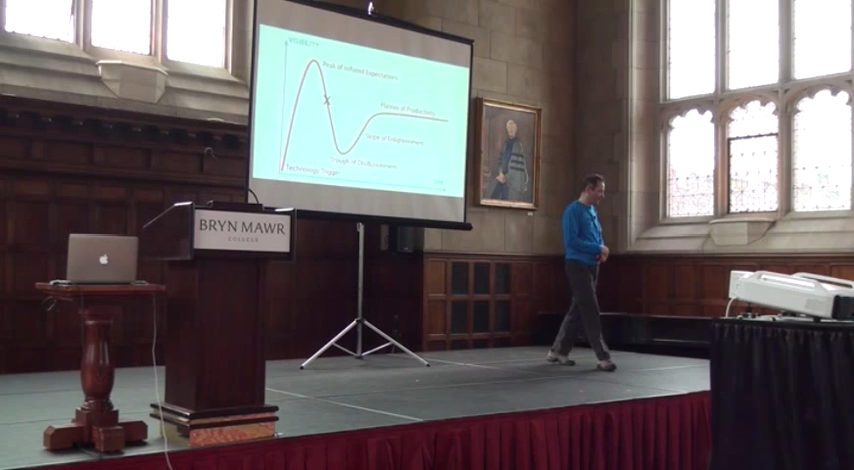 VISIBILITY
Peak of Inflated Expectations
Plateau of Productivity
Slope of Enlightenment
Trough of Disillusionment
Technology Trigger
TIME
BRYN MAWR
COLLEGE